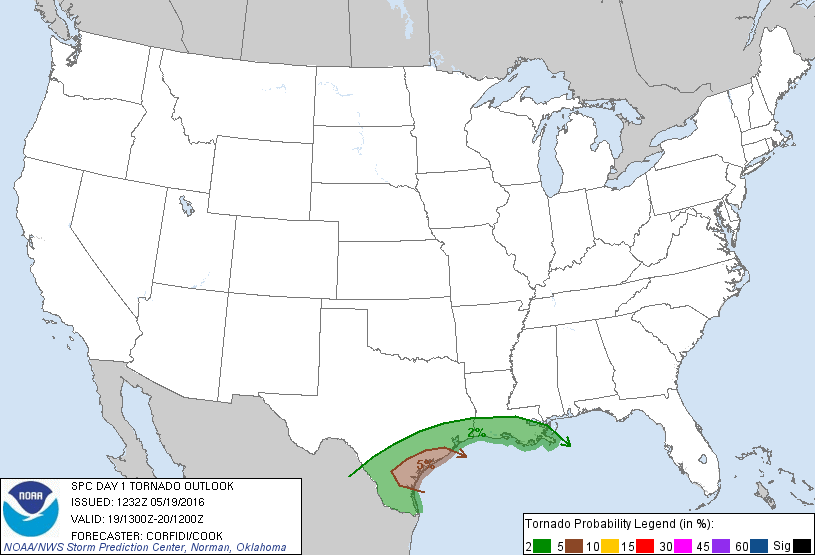 2%
5%
NOAA
SPC DAY 1 TORNADO OUTLOOK
ISSUED: 1232Z 05/19/2016
VALID: 19/1300Z-20/1200Z
FORECASTER: CORFIDI/COOK
NOAA/NWS Storm Prediction Center, Norman, Oklahoma
Tornado Probability Legend (in %):
2 5 10 15 30 45 60 Sig